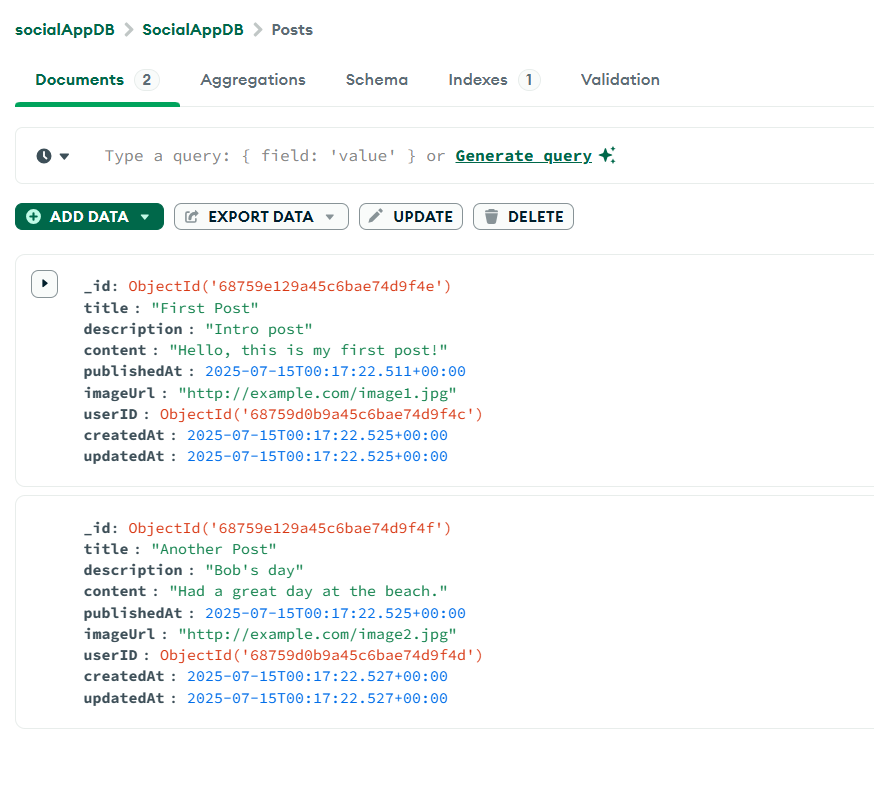 socialAppDB > SocialAppDB > Posts
Documents 2 Aggregations Schema Indexes 1 Validation
Type a query: { field: 'value' } or Generate query
ADD DATA EXPORT DATA UPDATE DELETE
_id: ObjectId('68759e129a45c6bae74d9f4e')
title : "First Post"
description : "Intro post"
content : "Hello, this is my first post!"
publishedAt : 2025-07-15T00:17:22.511+00:00
imageUrl : "http://example.com/image1.jpg"
userID : ObjectId('68759d0b9a45c6bae74d9f4c')
createdAt : 2025-07-15T00:17:22.525+00:00
updatedAt : 2025-07-15T00:17:22.525+00:00
_id: ObjectId('68759e129a45c6bae74d9f4f')
title : "Another Post"
description : "Bob's day"
content : "Had a great day at the beach."
publishedAt : 2025-07-15T00:17:22.525+00:00
imageUrl : "http://example.com/image2.jpg"
userID : ObjectId('68759d0b9a45c6bae74d9f4d')
createdAt : 2025-07-15T00:17:22.527+00:00
updatedAt : 2025-07-15T00:17:22.527+00:00